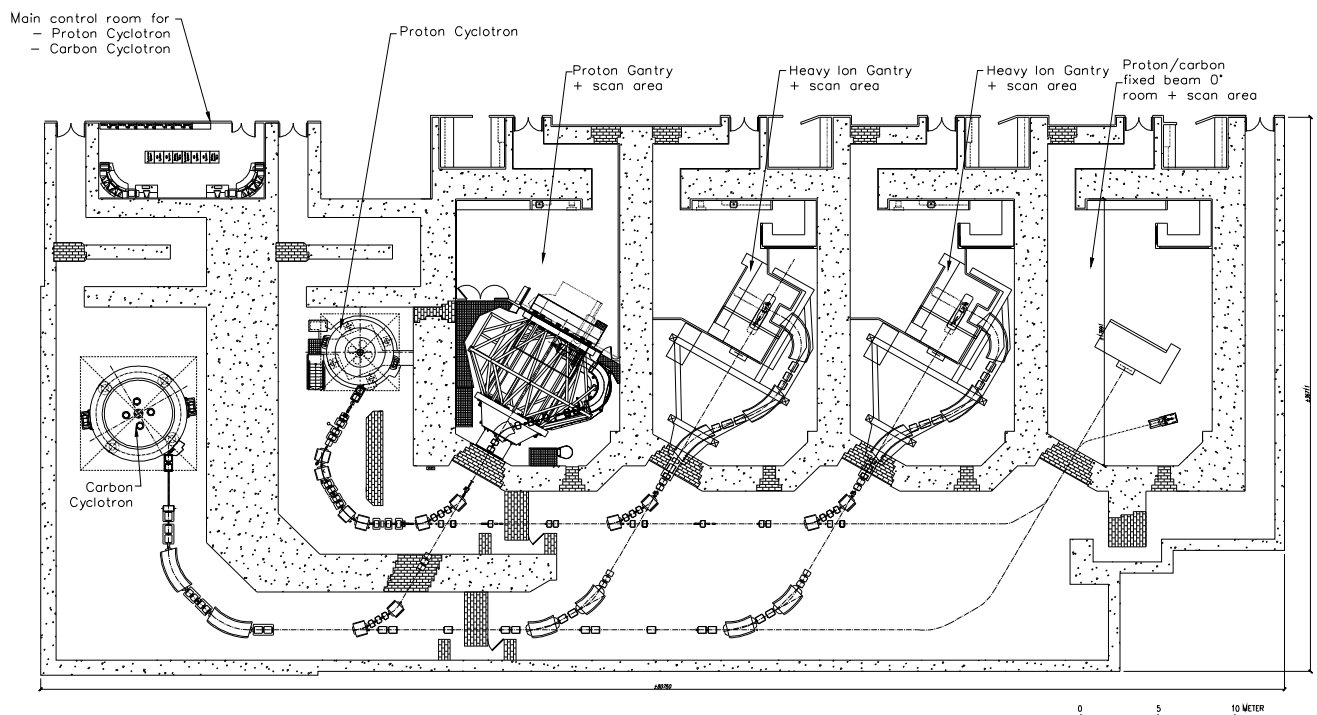 Main control room for
– Proton Cyclotron
– Carbon Cyclotron
Proton Cyclotron
Proton Gantry
+ scan area
Heavy Ion Gantry
+ scan area
Heavy Ion Gantry
+ scan area
Proton/carbon
fixed beam 0°
room + scan area
Carbon
Cyclotron
0 5 10 METER